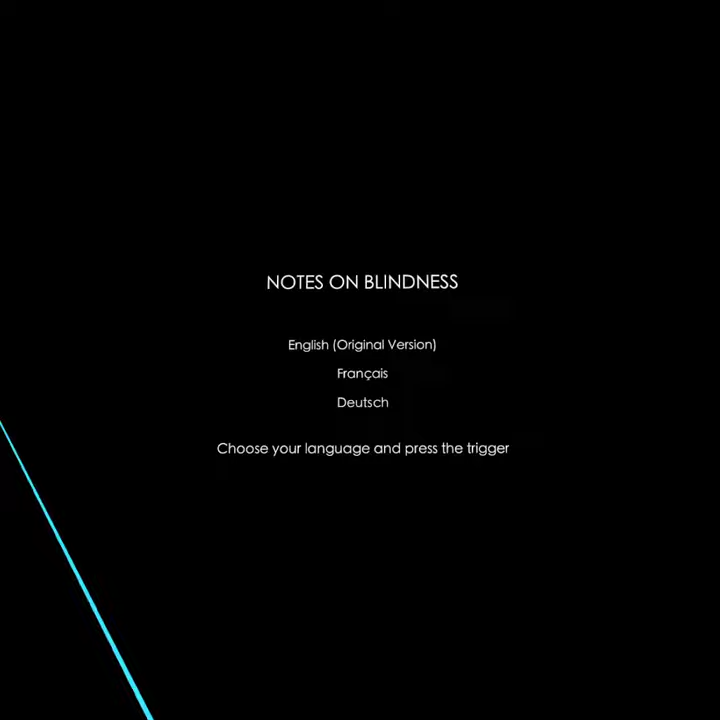 NOTES ON BLINDNESS
English (Original Version)
Français
Deutsch
Choose your language and press the trigger